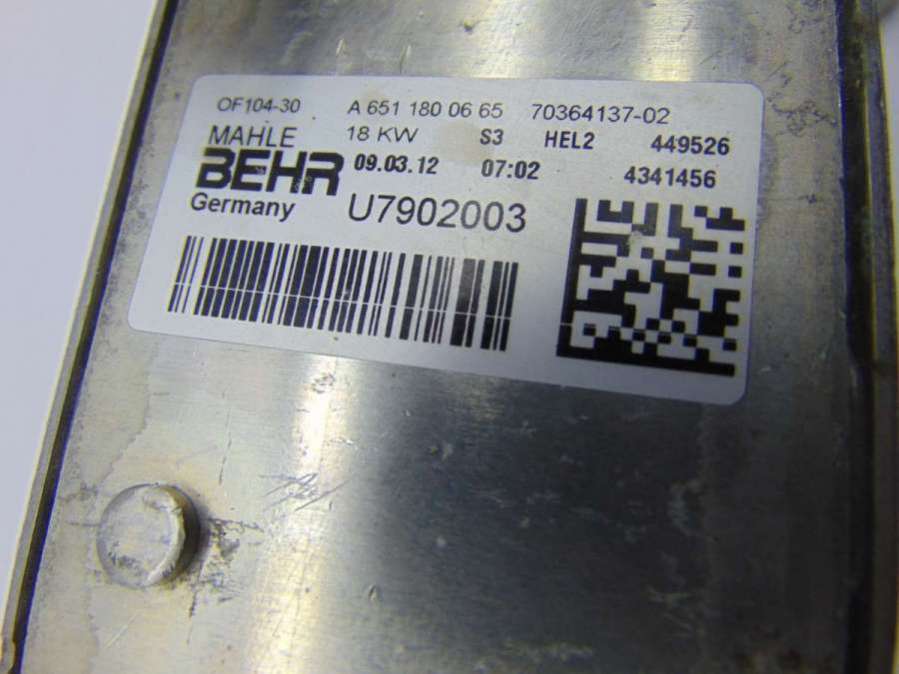 OF104-30 A 651 180 06 65 70364137-02
MAHLE 18 KW S3 HEL2 449526
BEHR 09.03.12 07:02 4341456
Germany U7902003